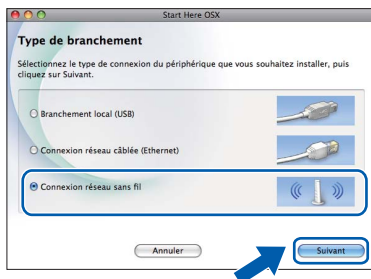 Start Here OSX
Type de branchement
Sélectionnez le type de connexion du périphérique que vous souhaitez installer, puis
cliquez sur Suivant.
Branchement local (USB)
Connexion réseau câblée (Ethernet)
Connexion réseau sans fil
Annuler
Suivant